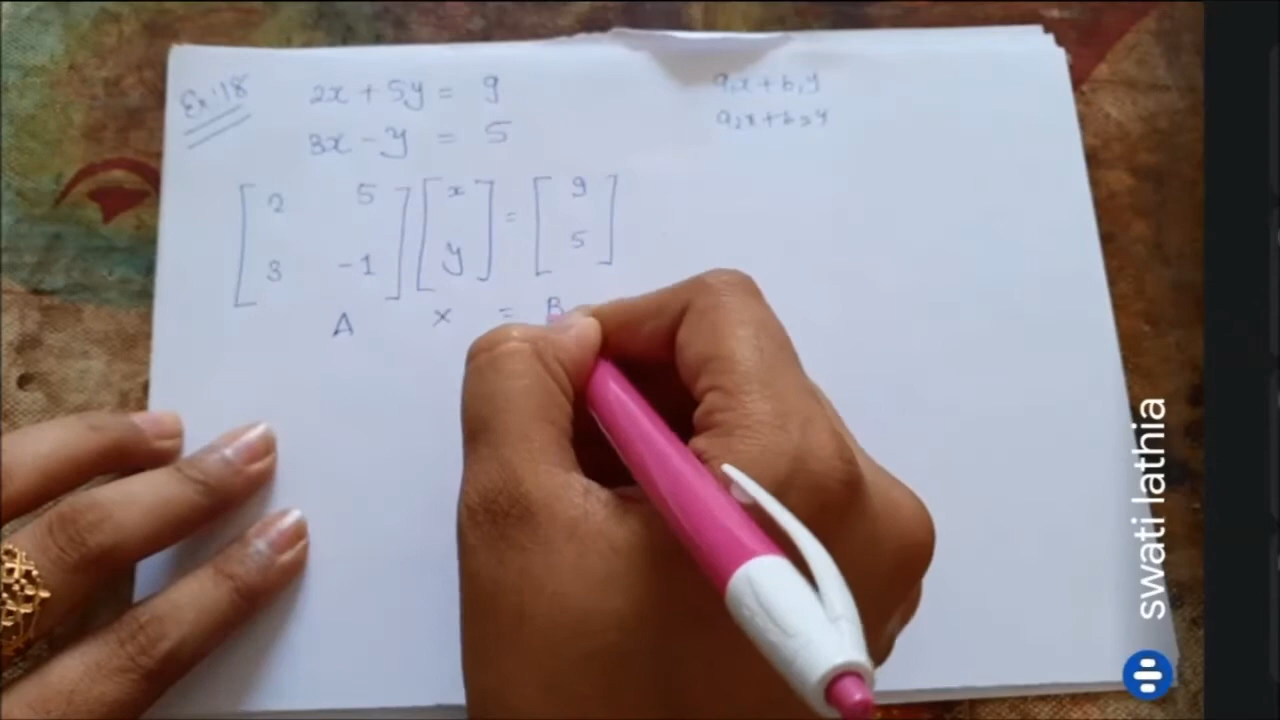 Ex:18
2x + 5y = 9
3x - y = 5
a₁x + b₁y
a₂x + b₂y
[ 2 5 ] [ x ] = [ 9 ]
[ 3 -1 ] [ y ] [ 5 ]
A X = B
swati lathia